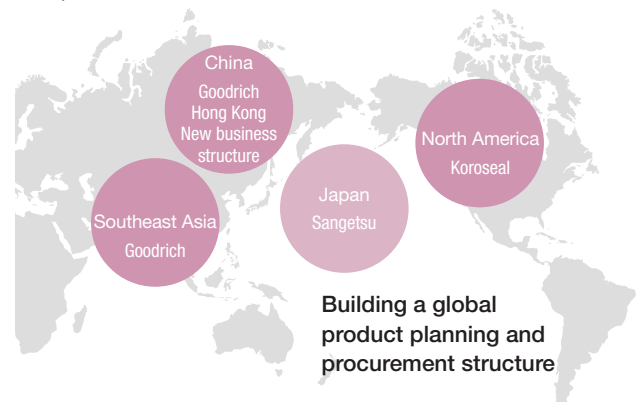 China
Goodrich
Hong Kong
New business
structure
North America
Koroseal
Japan
Sangetsu
Southeast Asia
Goodrich
Building a global
product planning and
procurement structure